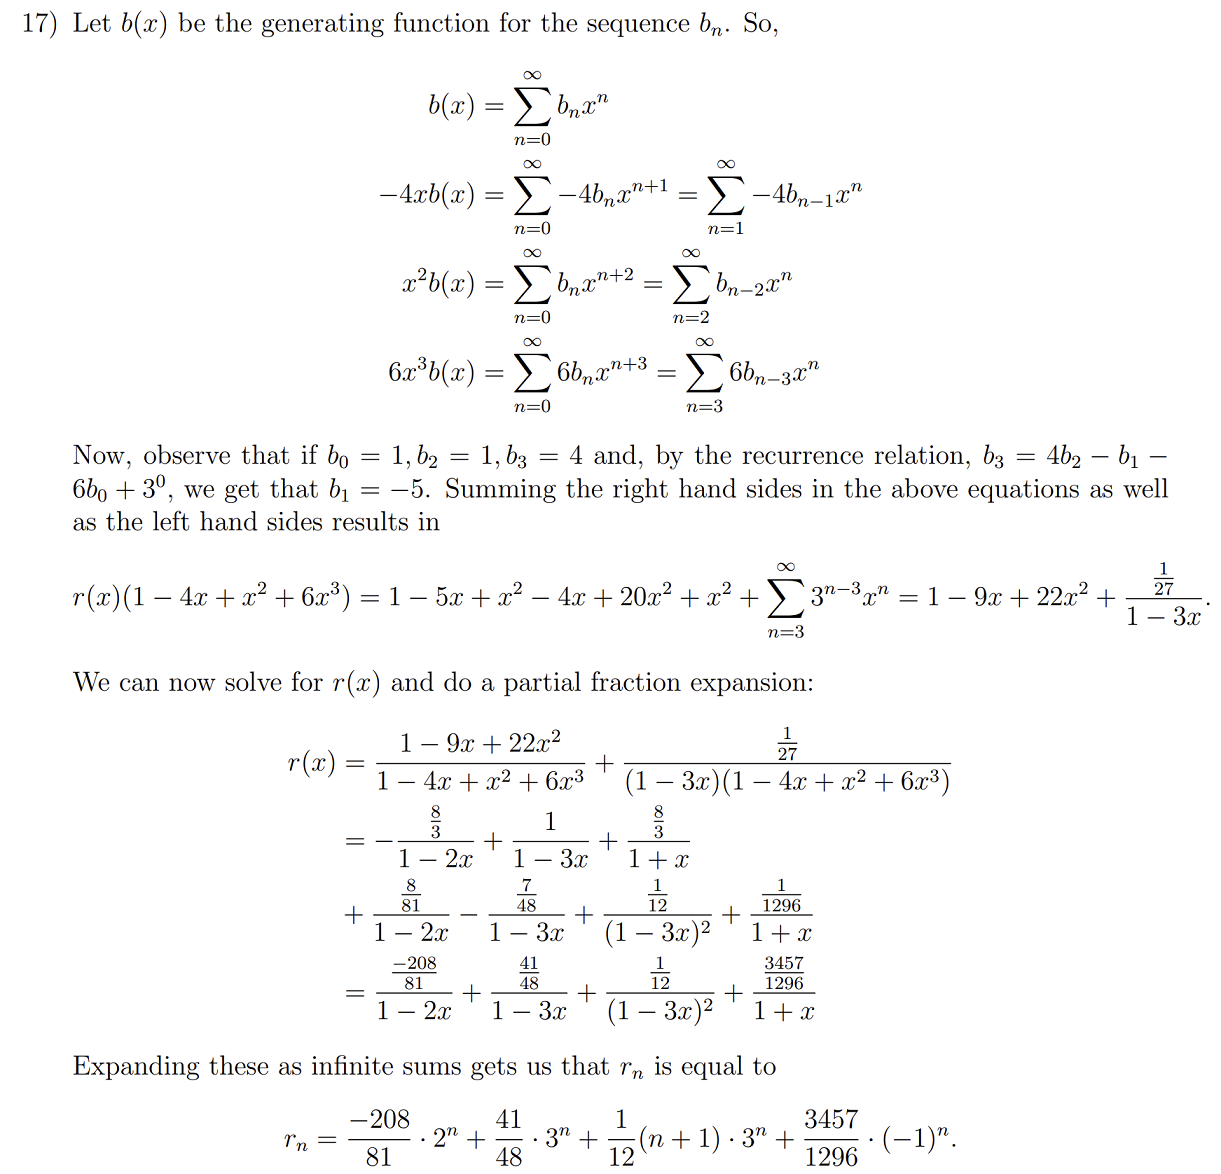 17) Let b(x) be the generating function for the sequence b_n. So,
b(x) = \sum_{n=0}^{\infty} b_n x^n
-4xb(x) = \sum_{n=0}^{\infty} -4b_n x^{n+1} = \sum_{n=1}^{\infty} -4b_{n-1} x^n
x^2 b(x) = \sum_{n=0}^{\infty} b_n x^{n+2} = \sum_{n=2}^{\infty} b_{n-2} x^n
6x^3 b(x) = \sum_{n=0}^{\infty} 6b_n x^{n+3} = \sum_{n=3}^{\infty} 6b_{n-3} x^n
Now, observe that if b_0 = 1, b_2 = 1, b_3 = 4 and, by the recurrence relation, b_3 = 4b_2 - b_1 -
6b_0 + 3^0, we get that b_1 = -5. Summing the right hand sides in the above equations as well
as the left hand sides results in
r(x)(1 - 4x + x^2 + 6x^3) = 1 - 5x + x^2 - 4x + 20x^2 + x^2 + \sum_{n=3}^{\infty} 3^{n-3} x^n = 1 - 9x + 22x^2 + \frac{\frac{1}{27}}{1 - 3x}.
We can now solve for r(x) and do a partial fraction expansion:
r(x) = \frac{1 - 9x + 22x^2}{1 - 4x + x^2 + 6x^3} + \frac{\frac{1}{27}}{(1 - 3x)(1 - 4x + x^2 + 6x^3)}
= -\frac{\frac{8}{3}}{1 - 2x} + \frac{1}{1 - 3x} + \frac{\frac{8}{3}}{1 + x}
+ \frac{\frac{8}{81}}{1 - 2x} - \frac{\frac{7}{48}}{1 - 3x} + \frac{\frac{1}{12}}{(1 - 3x)^2} + \frac{\frac{1}{1296}}{1 + x}
= \frac{\frac{-208}{81}}{1 - 2x} + \frac{\frac{41}{48}}{1 - 3x} + \frac{\frac{1}{12}}{(1 - 3x)^2} + \frac{\frac{3457}{1296}}{1 + x}
Expanding these as infinite sums gets us that r_n is equal to
r_n = \frac{-208}{81} \cdot 2^n + \frac{41}{48} \cdot 3^n + \frac{1}{12}(n + 1) \cdot 3^n + \frac{3457}{1296} \cdot (-1)^n.